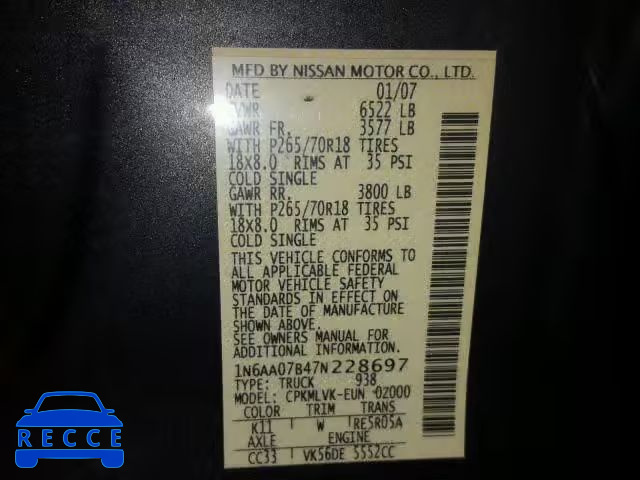 MFD BY NISSAN MOTOR CO., LTD.
DATE 01/07
GVWR 6522 LB
GAWR FR. 3577 LB
WITH P265/70R18 TIRES
18X8.0 RIMS AT 35 PSI
COLD SINGLE
GAWR RR. 3800 LB
WITH P265/70R18 TIRES
18X8.0 RIMS AT 35 PSI
COLD SINGLE
THIS VEHICLE CONFORMS TO
ALL APPLICABLE FEDERAL
MOTOR VEHICLE SAFETY
STANDARDS IN EFFECT ON
THE DATE OF MANUFACTURE
SHOWN ABOVE.
SEE OWNERS MANUAL FOR
ADDITIONAL INFORMATION.
1N6AA07B47N228697
TYPE: TRUCK 938
MODEL: CPKMLVK-EUN 02000
COLOR TRIM TRANS
K11 W RE5R05A
AXLE ENGINE
CC33 VK56DE 5552CC
RECCE